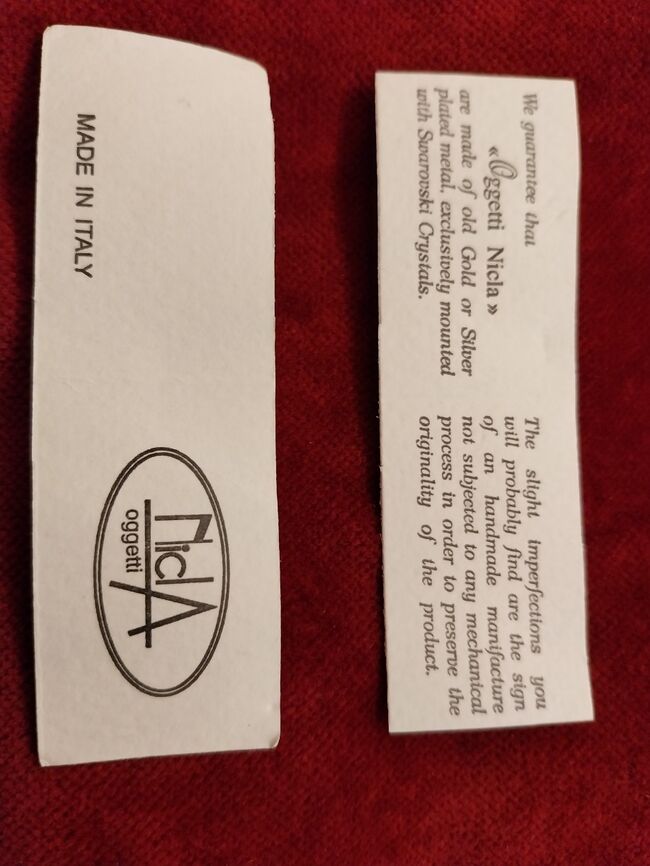 MADE IN ITALY
NiclA
oggetti
We guarantee that
«Oggetti Nicla»
are made of old Gold or Silver
plated metal, exclusively mounted
with Swarovski Crystals.
The slight imperfections you
will probably find are the sign
of an handmade manifacture
not subjected to any mechanical
process in order to preserve the
originality of the product.